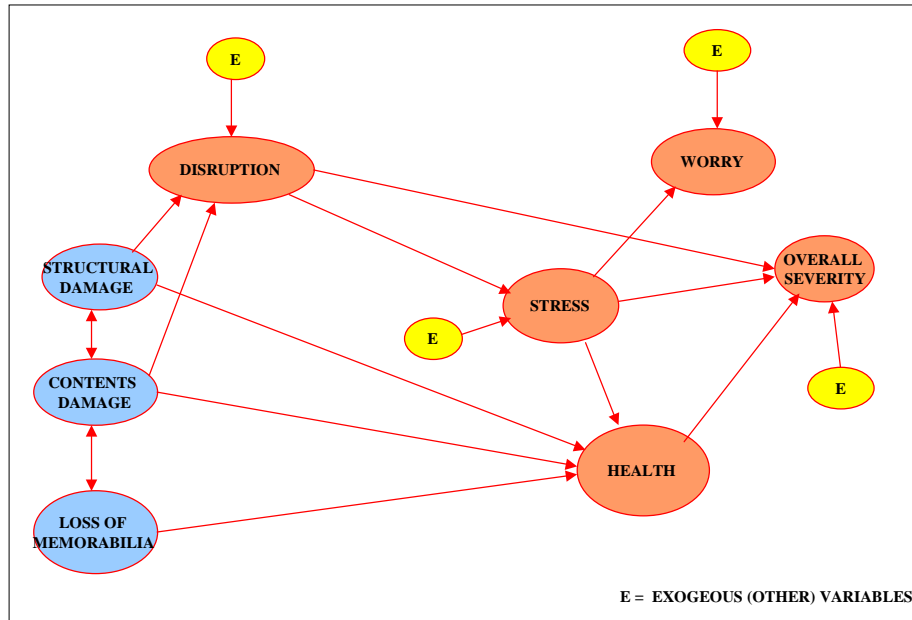 E
E
DISRUPTION
WORRY
STRUCTURAL
DAMAGE
OVERALL
SEVERITY
STRESS
E
CONTENTS
DAMAGE
E
HEALTH
LOSS OF
MEMORABILIA
E = EXOGEOUS (OTHER) VARIABLES